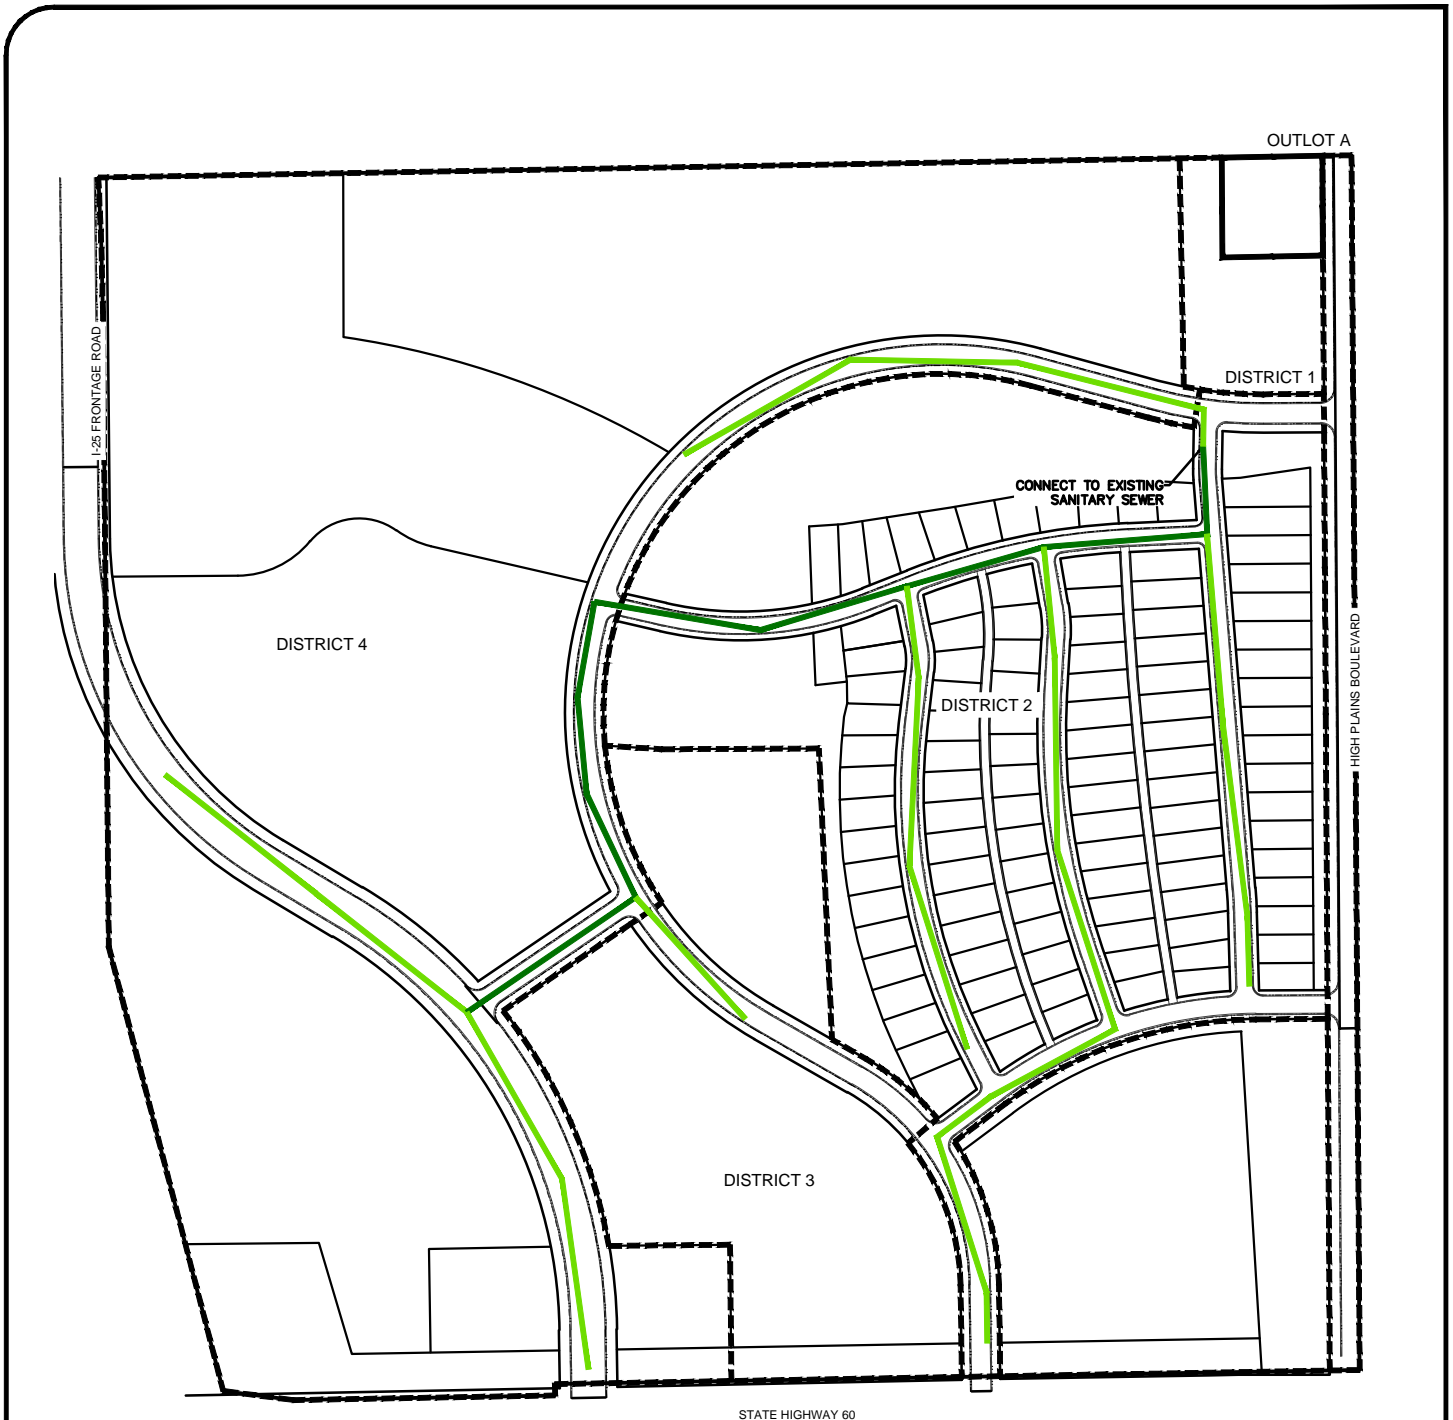 OUTLOT A
I-25 FRONTAGE ROAD
DISTRICT 1
CONNECT TO EXISTING
SANITARY SEWER
DISTRICT 4
HIGH PLAINS BOULEVARD
DISTRICT 2
DISTRICT 3
STATE HIGHWAY 60